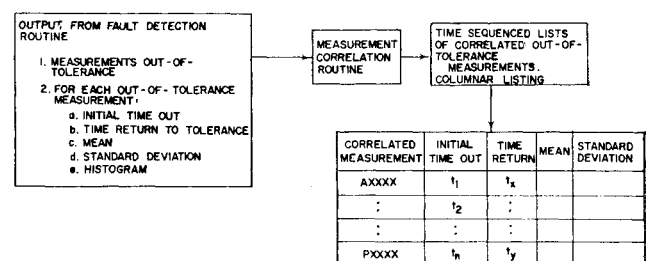 OUTPUT FROM FAULT DETECTION
ROUTINE
1. MEASUREMENTS OUT-OF-
TOLERANCE
2. FOR EACH OUT-OF-TOLERANCE
MEASUREMENT:
a. INITIAL TIME OUT
b. TIME RETURN TO TOLERANCE
c. MEAN
d. STANDARD DEVIATION
e. HISTOGRAM
MEASUREMENT
CORRELATION
ROUTINE
TIME SEQUENCED LISTS
OF CORRELATED OUT-OF-
TOLERANCE
MEASUREMENTS.
COLUMNAR LISTING
CORRELATED MEASUREMENT INITIAL TIME OUT TIME RETURN MEAN STANDARD DEVIATION
AXXXX t1 tx
: t2 :
: : :
PXXXX tn ty